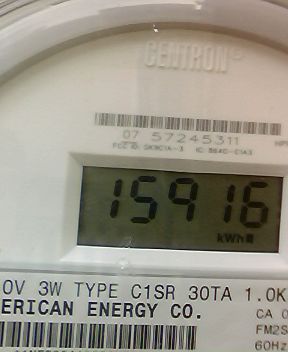 CENTRON®
07 57245311
15916
kWh
0V 3W TYPE C1SR 30TA 1.0K
ERICAN ENERGY CO.
CA 0
FM2S
60Hz